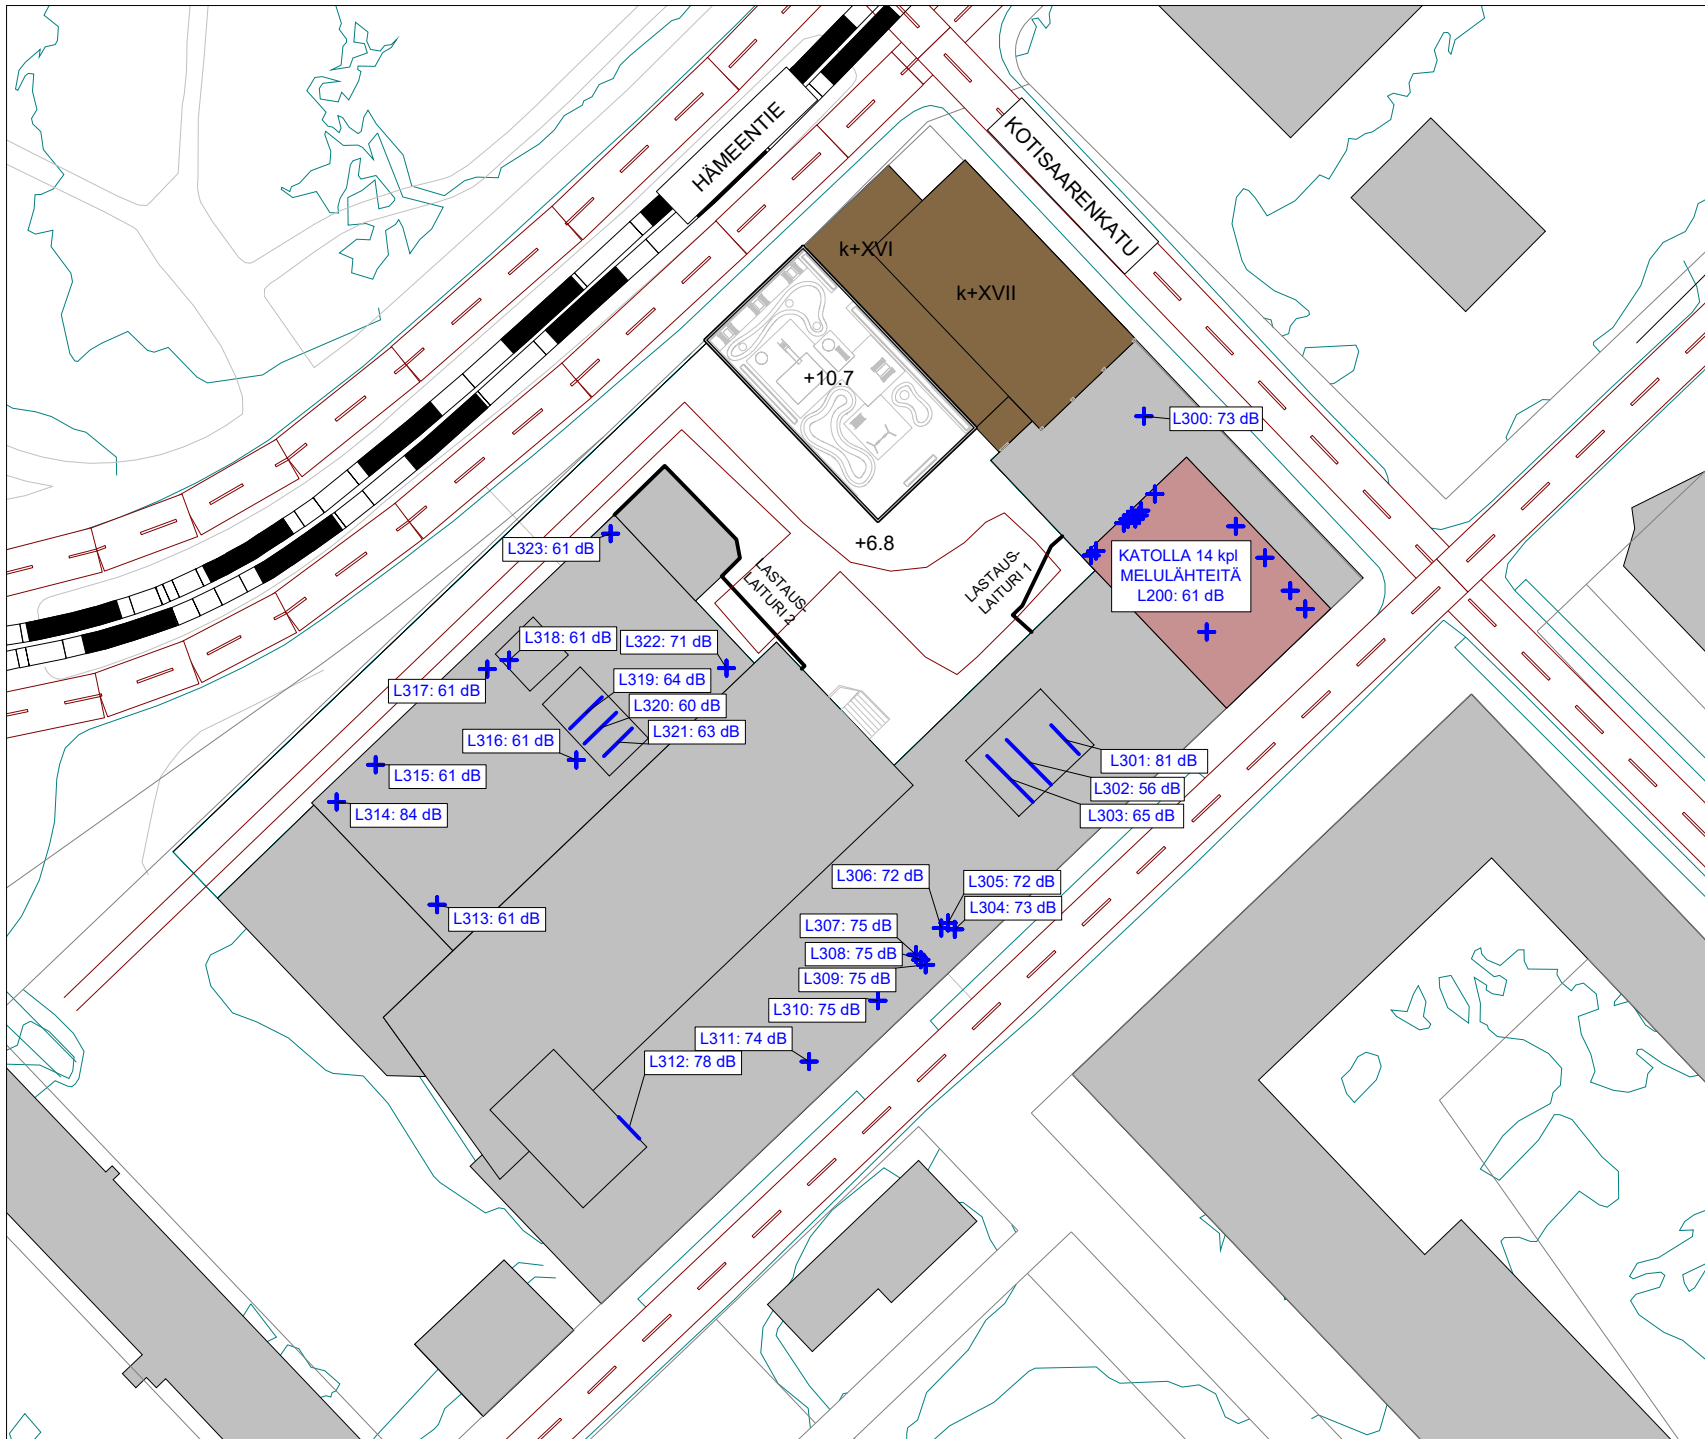 HÄMEENTIE
KOTISAARENKATU
k+XVI
k+XVII
+10.7
L300: 73 dB
+6.8
LASTAUS-
LAITURI 1
LASTAUS-
LAITURI 2
KATOLLA 14 kpl
MELULÄHTEITÄ
L200: 61 dB
L323: 61 dB
L318: 61 dB
L322: 71 dB
L317: 61 dB
L319: 64 dB
L320: 60 dB
L321: 63 dB
L316: 61 dB
L315: 61 dB
L314: 84 dB
L301: 81 dB
L302: 56 dB
L303: 65 dB
L306: 72 dB
L305: 72 dB
L304: 73 dB
L313: 61 dB
L307: 75 dB
L308: 75 dB
L309: 75 dB
L310: 75 dB
L311: 74 dB
L312: 78 dB